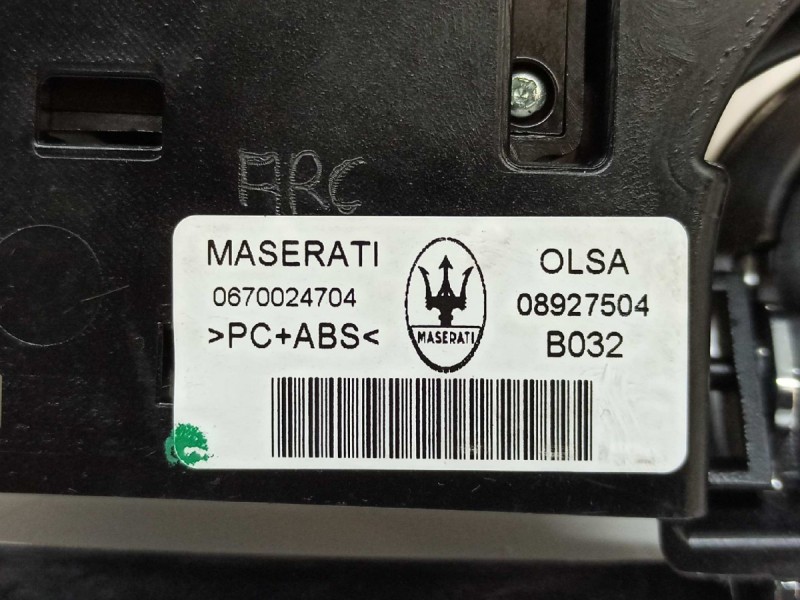 ARC
MASERATI
0670024704
>PC+ABS<
MASERATI
OLSA
08927504
B032